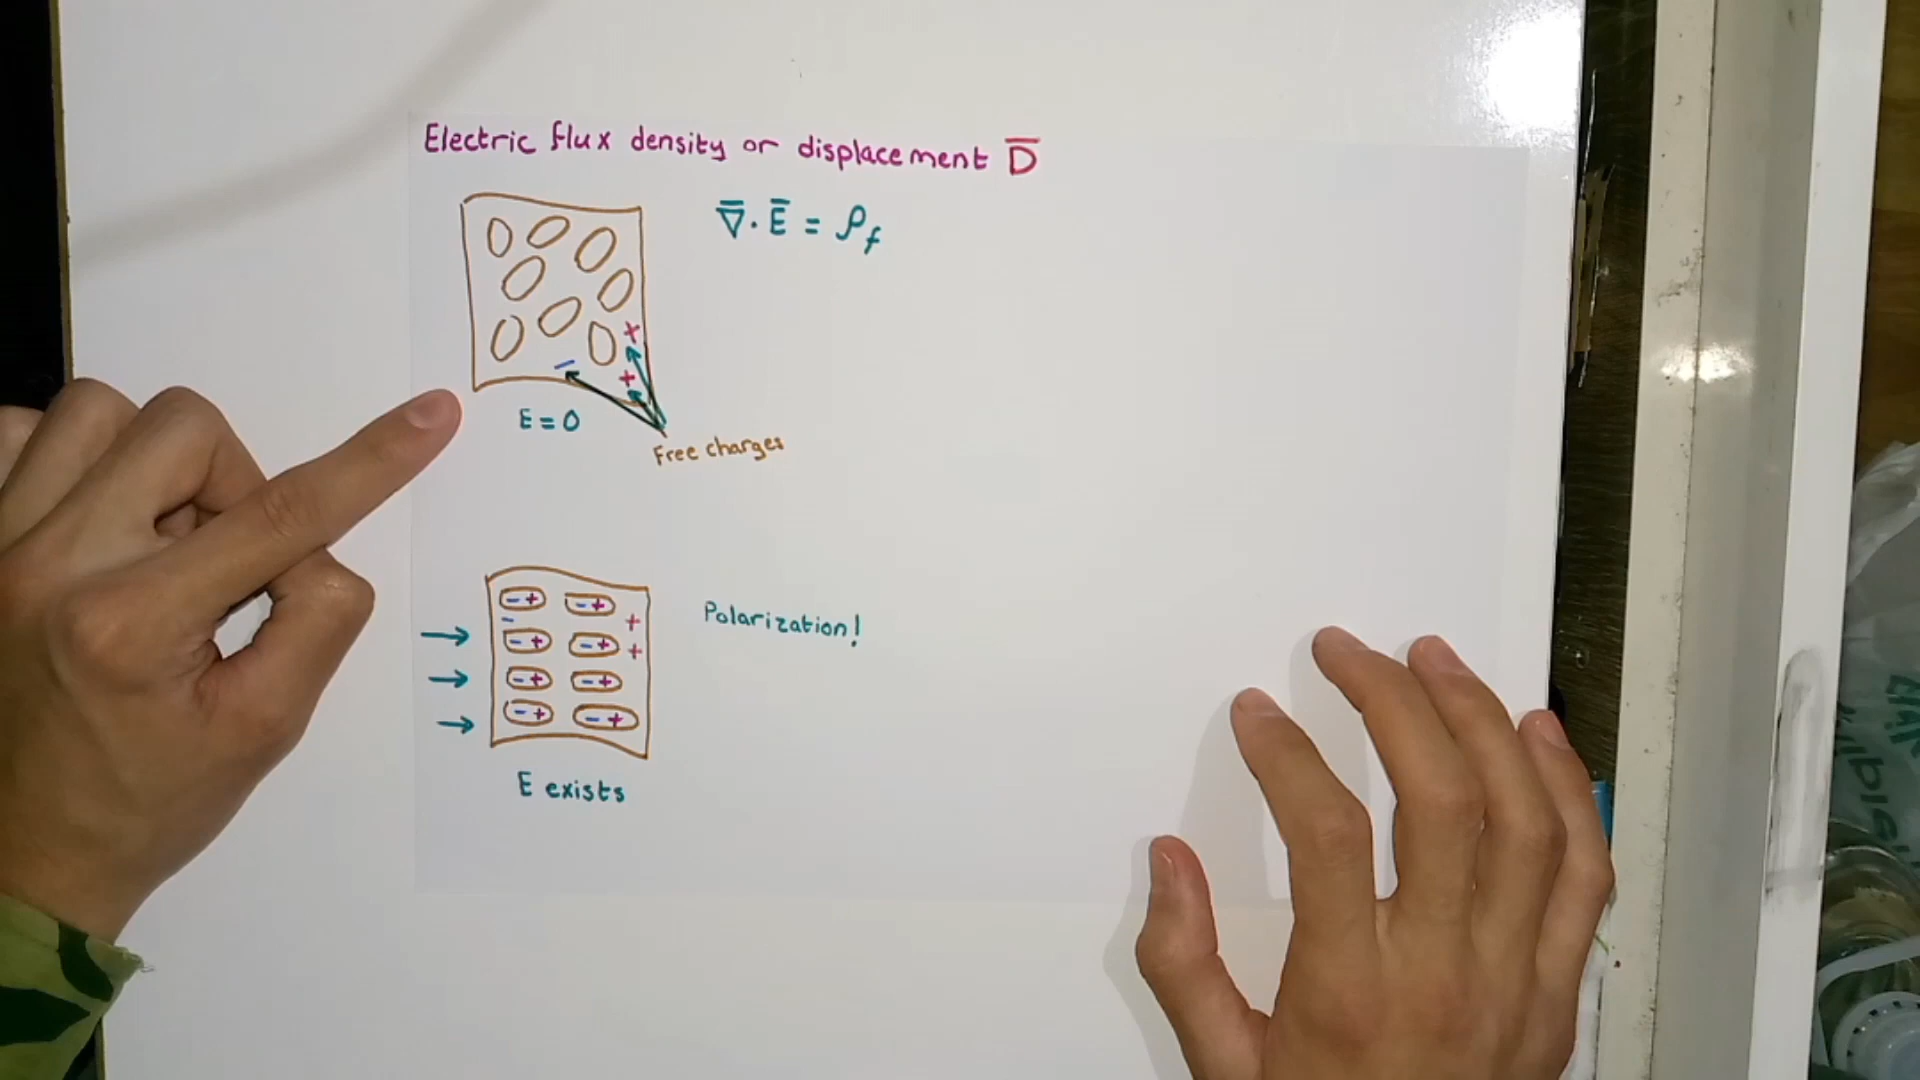 Electric flux density or displacement D̅
∇̅ · E̅ = ρf
E = 0
Free charges
Polarization!
E exists